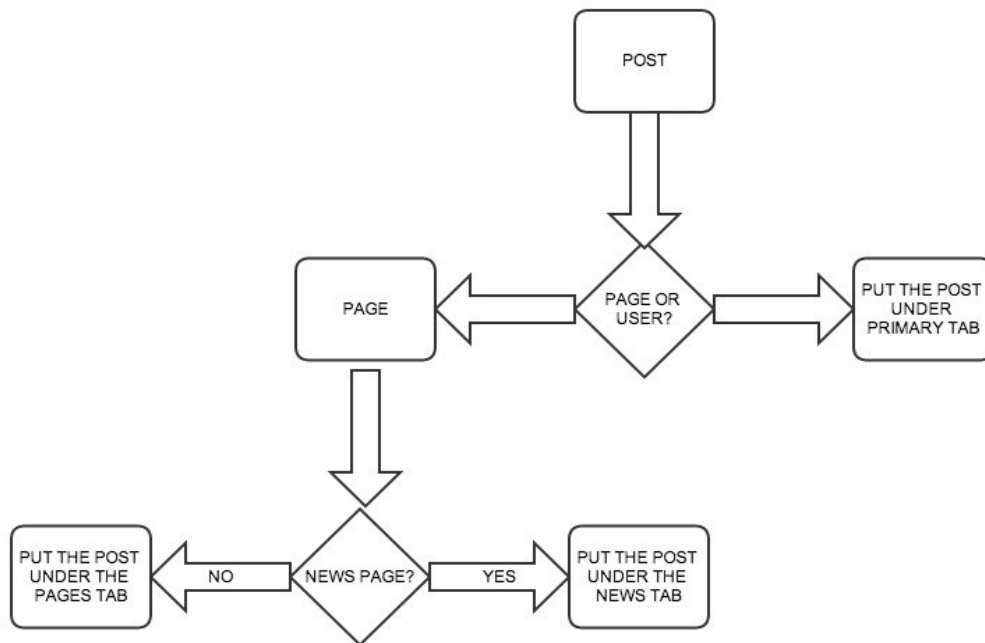 POST
PAGE
PAGE OR
USER?
PUT THE POST
UNDER
PRIMARY TAB
PUT THE POST
UNDER THE
PAGES TAB
NO
NEWS PAGE?
YES
PUT THE POST
UNDER THE
NEWS TAB